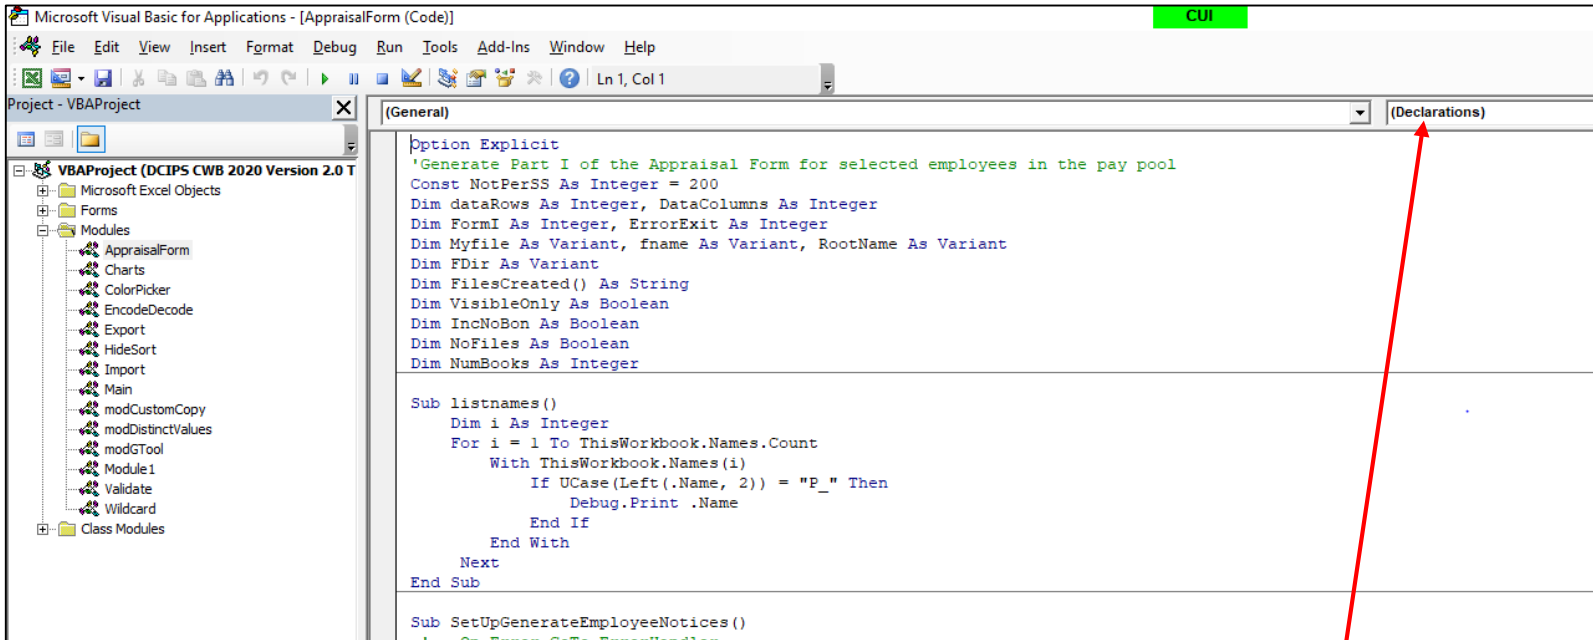 Microsoft Visual Basic for Applications - [AppraisalForm (Code)]
CUI
File Edit View Insert Format Debug Run Tools Add-Ins Window Help
Ln 1, Col 1
Project - VBAProject
(General)
(Declarations)
VBAProject (DCIPS CWB 2020 Version 2.0 T
Microsoft Excel Objects
Forms
Modules
AppraisalForm
Charts
ColorPicker
EncodeDecode
Export
HideSort
Import
Main
modCustomCopy
modDistinctValues
modGTool
Module1
Validate
Wildcard
Class Modules
Option Explicit
'Generate Part I of the Appraisal Form for selected employees in the pay pool
Const NotPerSS As Integer = 200
Dim dataRows As Integer, DataColumns As Integer
Dim FormI As Integer, ErrorExit As Integer
Dim Myfile As Variant, fname As Variant, RootName As Variant
Dim FDir As Variant
Dim FilesCreated() As String
Dim VisibleOnly As Boolean
Dim IncNoBon As Boolean
Dim NoFiles As Boolean
Dim NumBooks As Integer
Sub listnames()
Dim i As Integer
For i = 1 To ThisWorkbook.Names.Count
With ThisWorkbook.Names(i)
If UCase(Left(.Name, 2)) = "P_" Then
Debug.Print .Name
End If
End With
Next
End Sub
Sub SetUpGenerateEmployeeNotices()
' On Error GoTo ErrorHandler